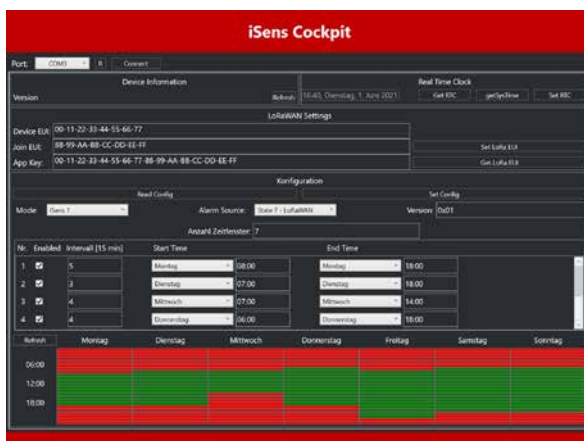 iSens Cockpit
Port: COM3 R Connect
Device Information Real Time Clock
Version Refresh 16:40, Dienstag, 1. Juni 2021 Get RTC getSysTime Set RTC
LoRaWAN Settings
Device EUI: 00-11-22-33-44-55-66-77
Join EUI: 88-99-AA-BB-CC-DD-EE-FF Set LoRa EUI
App Key: 00-11-22-33-44-55-66-77-88-99-AA-BB-CC-DD-EE-FF Get LoRa EUI
Konfiguration
Read Config Set Config
Mode: iSens 7 Alarm Source: State 7 - LoRaWAN Version: 0x01
Anzahl Zeitfenster: 7
Nr. Enabled Intervall [15 min] Start Time End Time
1 5 Montag 08:00 Montag 18:00
2 3 Dienstag 07:00 Dienstag 18:00
3 4 Mittwoch 07:00 Mittwoch 14:00
4 4 Donnerstag 06:00 Donnerstag 18:00
Refresh Montag Dienstag Mittwoch Donnerstag Freitag Samstag Sonntag
06:00
12:00
18:00